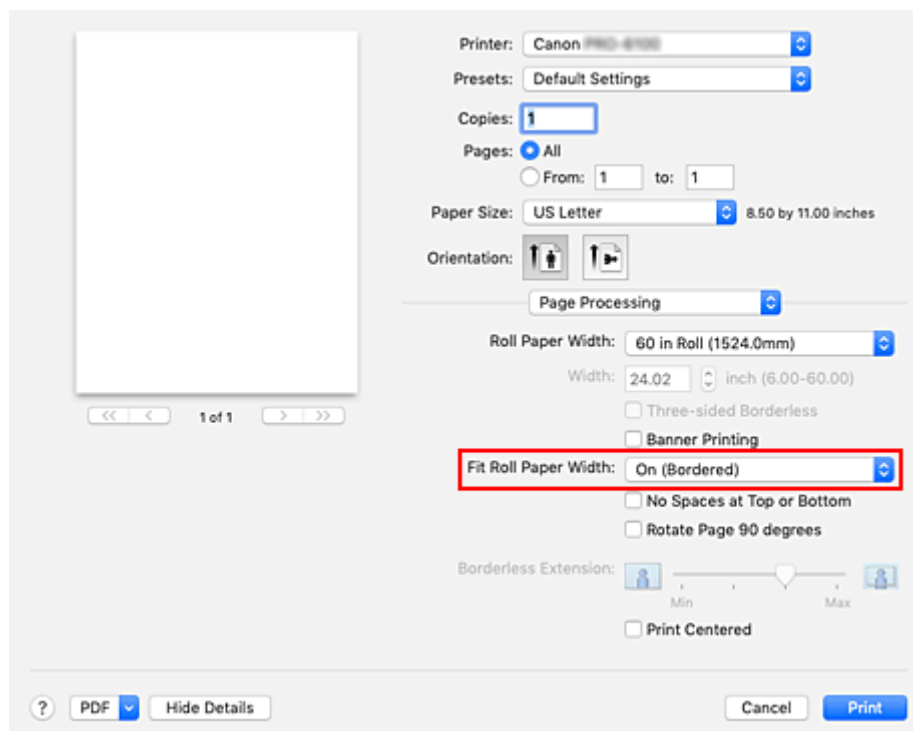 Printer: Canon
Presets: Default Settings
Copies: 1
Pages: All
From: 1 to: 1
Paper Size: US Letter 8.50 by 11.00 inches
Orientation:
Page Processing
Roll Paper Width: 60 in Roll (1524.0mm)
Width: 24.02 inch (6.00-60.00)
Three-sided Borderless
1 of 1
Banner Printing
Fit Roll Paper Width: On (Bordered)
No Spaces at Top or Bottom
Rotate Page 90 degrees
Borderless Extension:
Min Max
Print Centered
? PDF Hide Details Cancel Print